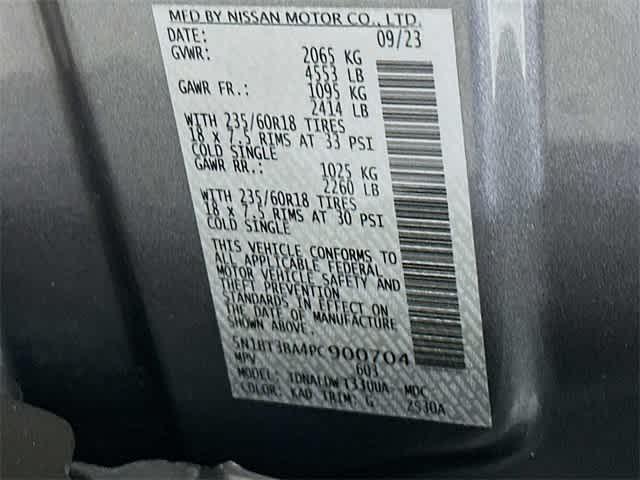 MFD BY NISSAN MOTOR CO., LTD.
DATE: 09/23
GVWR: 2065 KG
4553 LB
GAWR FR.: 1095 KG
2414 LB
WITH 235/60R18 TIRES
18 x 7.5 RIMS AT 33 PSI
COLD SINGLE
GAWR RR.: 1025 KG
2260 LB
WITH 235/60R18 TIRES
18 x 7.5 RIMS AT 30 PSI
COLD SINGLE
THIS VEHICLE CONFORMS TO
ALL APPLICABLE FEDERAL
MOTOR VEHICLE SAFETY AND
THEFT PREVENTION
STANDARDS IN EFFECT ON
THE DATE OF MANUFACTURE
SHOWN ABOVE.
5N1BT3BA4PC900704
MPV 603
MODEL: TDNALDWT33UUA- MDC
COLOR: KAD TRIM: G 2S30A